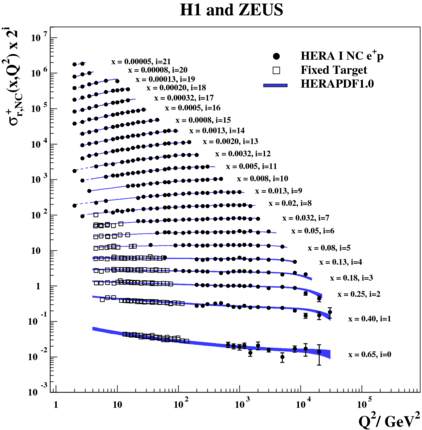 H1 and ZEUS
σ⁺r,NC(x,Q²) x 2ⁱ
10⁷
10⁶
10⁵
10⁴
10³
10²
10
1
10⁻¹
10⁻²
10⁻³
x = 0.00005, i=21
x = 0.00008, i=20
x = 0.00013, i=19
x = 0.00020, i=18
x = 0.00032, i=17
x = 0.0005, i=16
x = 0.0008, i=15
x = 0.0013, i=14
x = 0.0020, i=13
x = 0.0032, i=12
x = 0.005, i=11
x = 0.008, i=10
x = 0.013, i=9
x = 0.02, i=8
x = 0.032, i=7
x = 0.05, i=6
x = 0.08, i=5
x = 0.13, i=4
x = 0.18, i=3
x = 0.25, i=2
x = 0.40, i=1
x = 0.65, i=0
HERA I NC e⁺p
Fixed Target
HERAPDF1.0
1 10 10² 10³ 10⁴ 10⁵
Q²/ GeV²